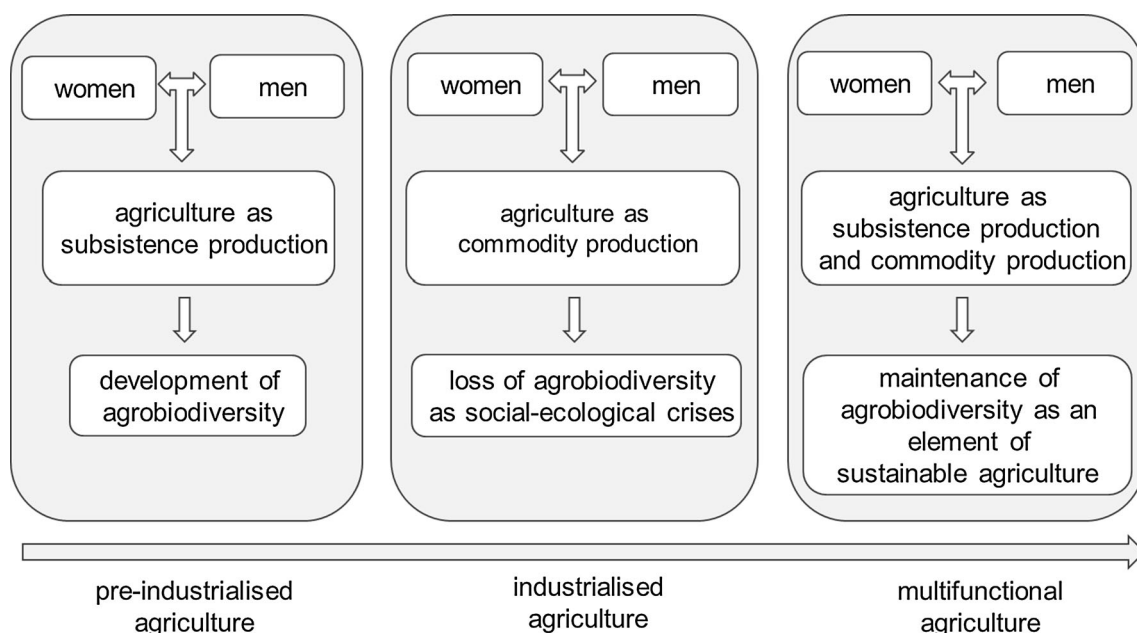 women
men
agriculture as
subsistence production
development of
agrobiodiversity
women
men
agriculture as
commodity production
loss of agrobiodiversity
as social-ecological crises
women
men
agriculture as
subsistence production
and commodity production
maintenance of
agrobiodiversity as an
element of
sustainable agriculture
pre-industrialised
agriculture
industrialised
agriculture
multifunctional
agriculture